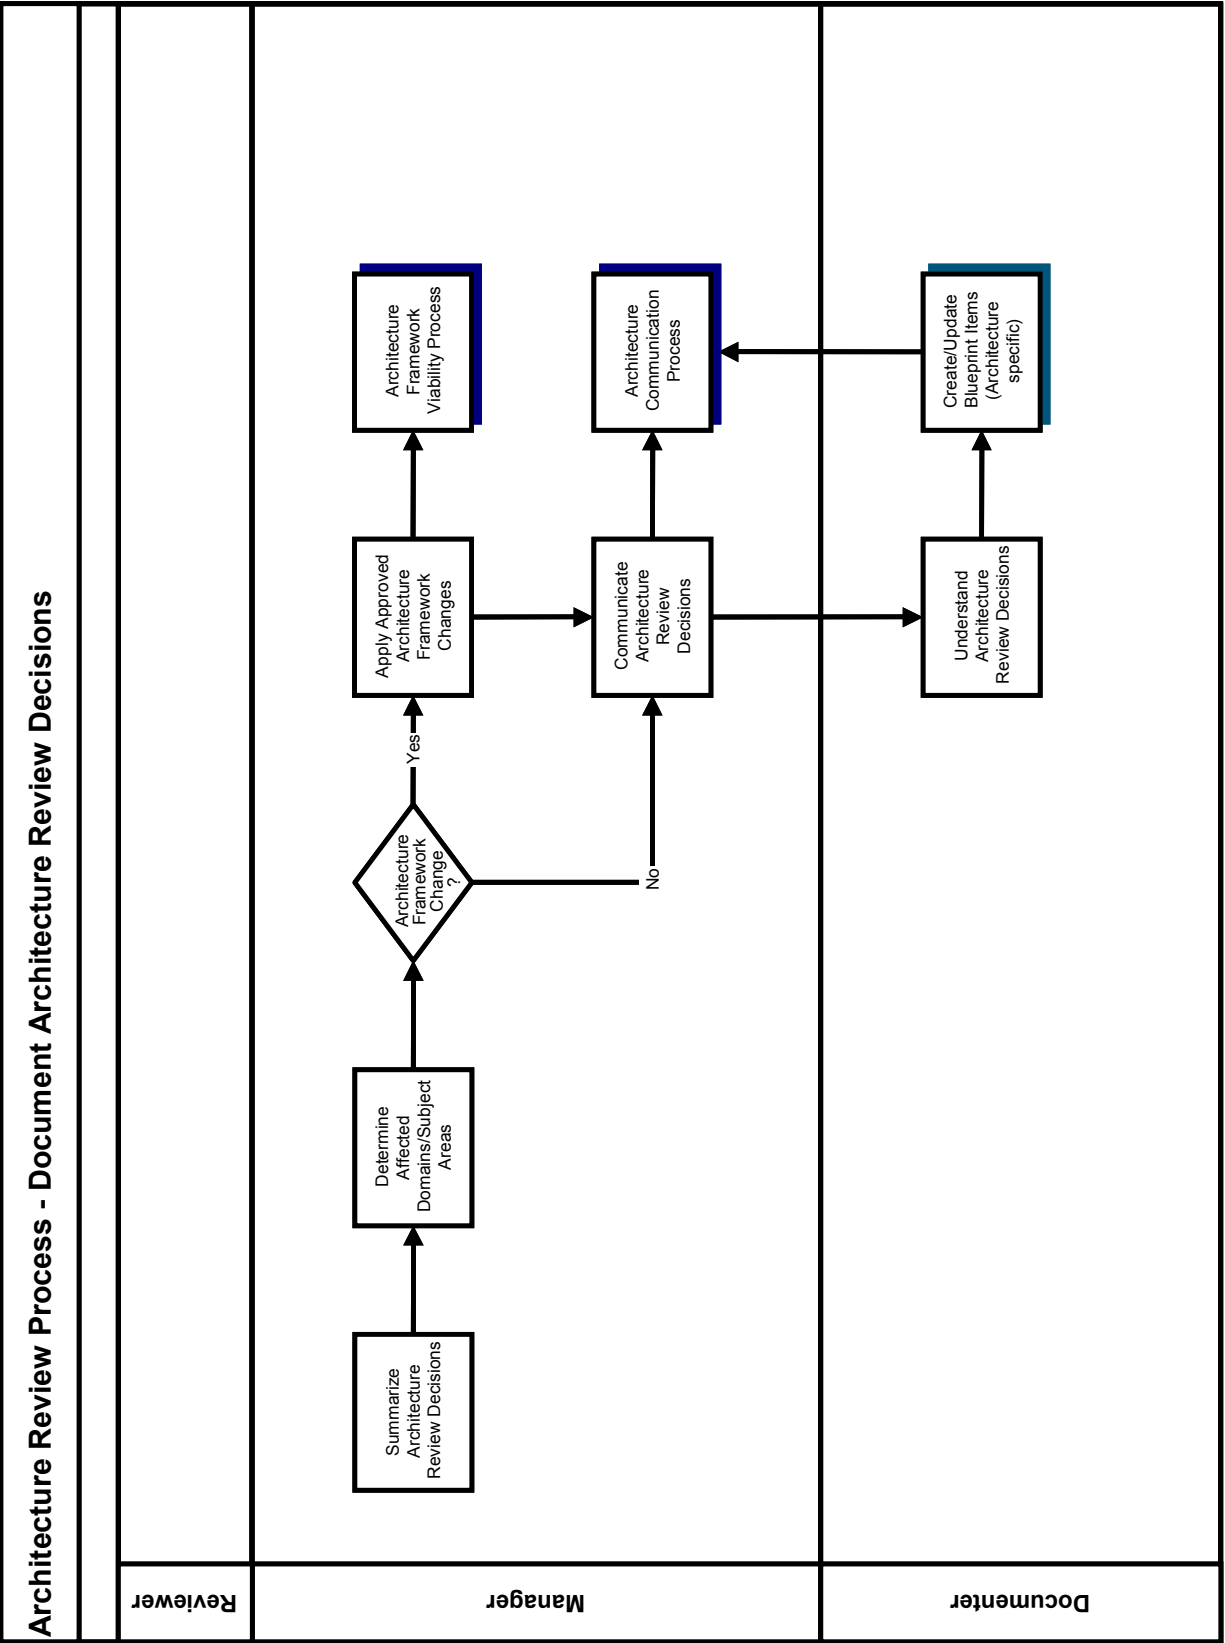 Architecture Review Process - Document Architecture Review Decisions
Reviewer
Manager
Summarize
Architecture
Review Decisions
Determine
Affected
Domains/Subject
Areas
Architecture
Framework
Change
?
Yes
No
Apply Approved
Architecture
Framework
Changes
Architecture
Framework
Viability Process
Communicate
Architecture
Review
Decisions
Architecture
Communication
Process
Documenter
Understand
Architecture
Review Decisions
Create/Update
Blueprint Items
(Architecture
specific)